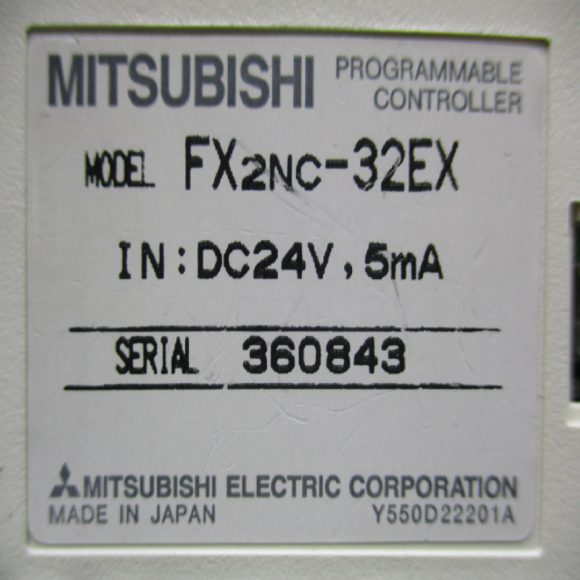 MITSUBISHI PROGRAMMABLE CONTROLLER
MODEL FX2NC-32EX
IN:DC24V, 5mA
SERIAL 360843
MITSUBISHI ELECTRIC CORPORATION
MADE IN JAPAN Y550D22201A